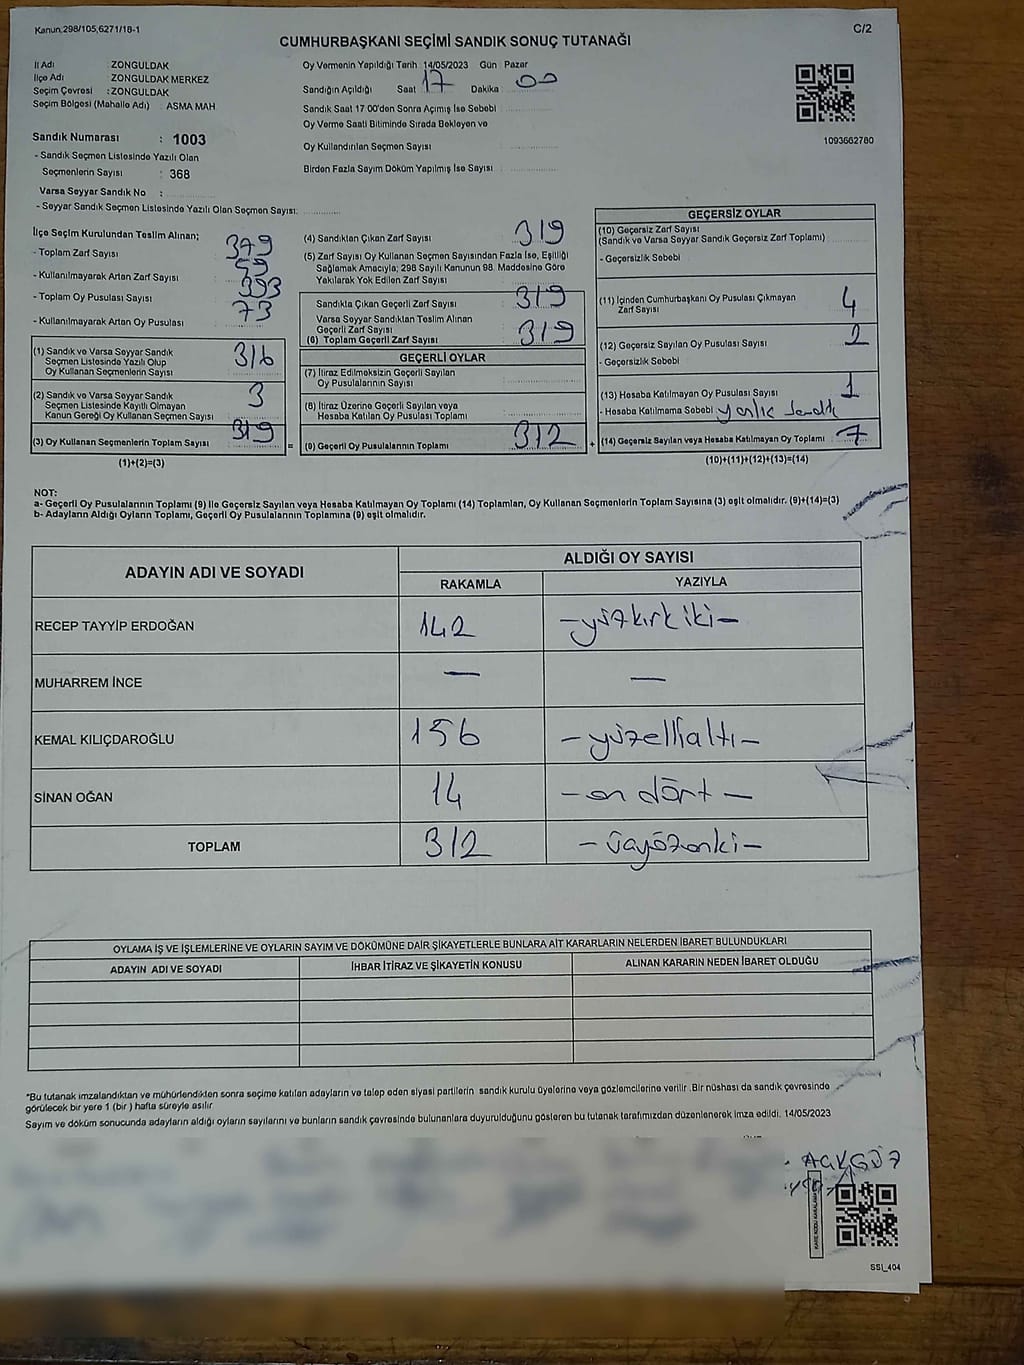 Kanun,298/105,6271/18-1
C/2
CUMHURBAŞKANI SEÇİMİ SANDIK SONUÇ TUTANAĞI
İl Adı : ZONGULDAK
İlçe Adı : ZONGULDAK MERKEZ
Seçim Çevresi : ZONGULDAK
Seçim Bölgesi (Mahalle Adı) : ASMA MAH
Sandık Numarası : 1003
- Sandık Seçmen Listesinde Yazılı Olan
Seçmenlerin Sayısı : 368
Varsa Seyyar Sandık No :
- Seyyar Sandık Seçmen Listesinde Yazılı Olan Seçmen Sayısı:
Oy Vermenin Yapıldığı Tarih 14/05/2023 Gün Pazar
Sandığın Açıldığı Saat 17 Dakika 00
Sandık Saat 17.00'den Sonra Açımış İse Sebebi
Oy Verme Saati Bitiminde Sırada Bekleyen ve
Oy Kullandırılan Seçmen Sayısı
Birden Fazla Sayım Döküm Yapılmış İse Sayısı
1093662780
İlçe Seçim Kurulundan Teslim Alınan;
- Toplam Zarf Sayısı 379
- Kullanılmayarak Artan Zarf Sayısı
- Toplam Oy Pusulası Sayısı 393
- Kullanılmayarak Artan Oy Pusulası 73
(1) Sandık ve Varsa Seyyar Sandık
Seçmen Listesinde Yazılı Olup
Oy Kullanan Seçmenlerin Sayısı 316
(2) Sandık ve Varsa Seyyar Sandık
Seçmen Listesinde Kayıtlı Olmayan
Kanun Gereği Oy Kullanan Seçmen Sayısı 3
(3) Oy Kullanan Seçmenlerin Toplam Sayısı 319
(1)+(2)=(3)
=
(4) Sandıktan Çıkan Zarf Sayısı 319
(5) Zarf Sayısı Oy Kullanan Seçmen Sayısından Fazla İse, Eşitliği
Sağlamak Amacıyla; 298 Sayılı Kanunun 98. Maddesine Göre
Yakılarak Yok Edilen Zarf Sayısı
Sandıkta Çıkan Geçerli Zarf Sayısı 319
Varsa Seyyar Sandıktan Teslim Alınan
Geçerli Zarf Sayısı
(6) Toplam Geçerli Zarf Sayısı 319
GEÇERLİ OYLAR
(7) İtiraz Edilmeksizin Geçerli Sayılan
Oy Pusulalarının Sayısı
(8) İtiraz Üzerine Geçerli Sayılan veya
Hesaba Katılan Oy Pusulası Toplamı
(9) Geçerli Oy Pusulalarının Toplamı 312
+
GEÇERSİZ OYLAR
(10) Geçersiz Zarf Sayısı
(Sandık ve Varsa Seyyar Sandık Geçersiz Zarf Toplamı)
- Geçersizlik Sebebi
(11) İçinden Cumhurbaşkanı Oy Pusulası Çıkmayan
Zarf Sayısı 4
(12) Geçersiz Sayılan Oy Pusulası Sayısı 2
- Geçersizlik Sebebi
(13) Hesaba Katılmayan Oy Pusulası Sayısı 1
- Hesaba Katılmama Sebebi
(14) Geçersiz Sayılan veya Hesaba Katılmayan Oy Toplamı 7
(10)+(11)+(12)+(13)=(14)
NOT:
a- Geçerli Oy Pusulalarının Toplamı (9) ile Geçersiz Sayılan veya Hesaba Katılmayan Oy Toplamı (14) Toplamları, Oy Kullanan Seçmenlerin Toplam Sayısına (3) eşit olmalıdır. (9)+(14)=(3)
b- Adayların Aldığı Oyların Toplamı, Geçerli Oy Pusulalarının Toplamına (9) eşit olmalıdır.
ADAYIN ADI VE SOYADI
ALDIĞI OY SAYISI
RAKAMLA YAZIYLA
RECEP TAYYİP ERDOĞAN 142 -yüzkırkiki-
MUHARREM İNCE — —
KEMAL KILIÇDAROĞLU 156 -yüzellialtı-
SİNAN OĞAN 14 -on dört-
TOPLAM 312
OYLAMA İŞ VE İŞLEMLERİNE VE OYLARIN SAYIM VE DÖKÜMÜNE DAİR ŞİKAYETLERLE BUNLARA AİT KARARLARIN NELERDEN İBARET BULUNDUKLARI
ADAYIN ADI VE SOYADI İHBAR İTİRAZ VE ŞİKAYETİN KONUSU ALINAN KARARIN NEDEN İBARET OLDUĞU
*Bu tutanak imzalandıktan ve mühürlendikten sonra seçime katılan adayların ve talep eden siyasi partilerin sandık kurulu üyelerine veya gözlemcilerine verilir. Bir nüshası da sandık çevresinde
görülecek bir yere 1 (bir) hafta süreyle asılır
Sayım ve döküm sonucunda adayların aldığı oyların sayılarını ve bunların sandık çevresinde bulunanlara duyurulduğunu gösteren bu tutanak tarafımızdan düzenlenerek imza edildi. 14/05/2023
SSI_404